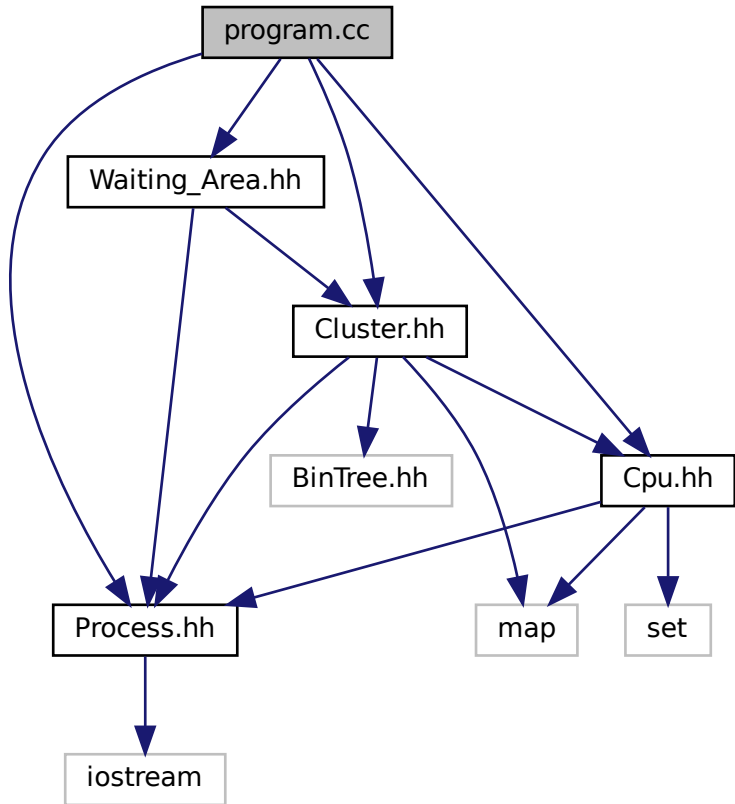 program.cc
Waiting_Area.hh
Cluster.hh
BinTree.hh
Cpu.hh
Process.hh
map
set
iostream